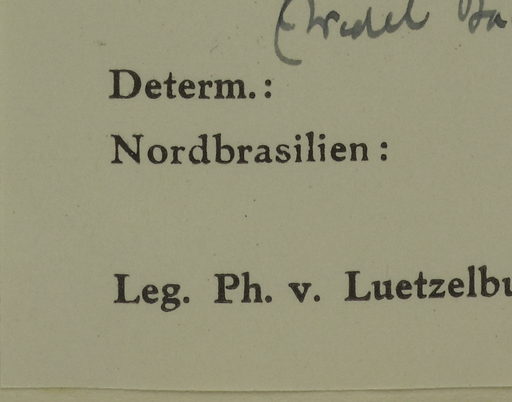 Determ.:
Nordbrasilien:
Leg. Ph. v. Luetzelbu